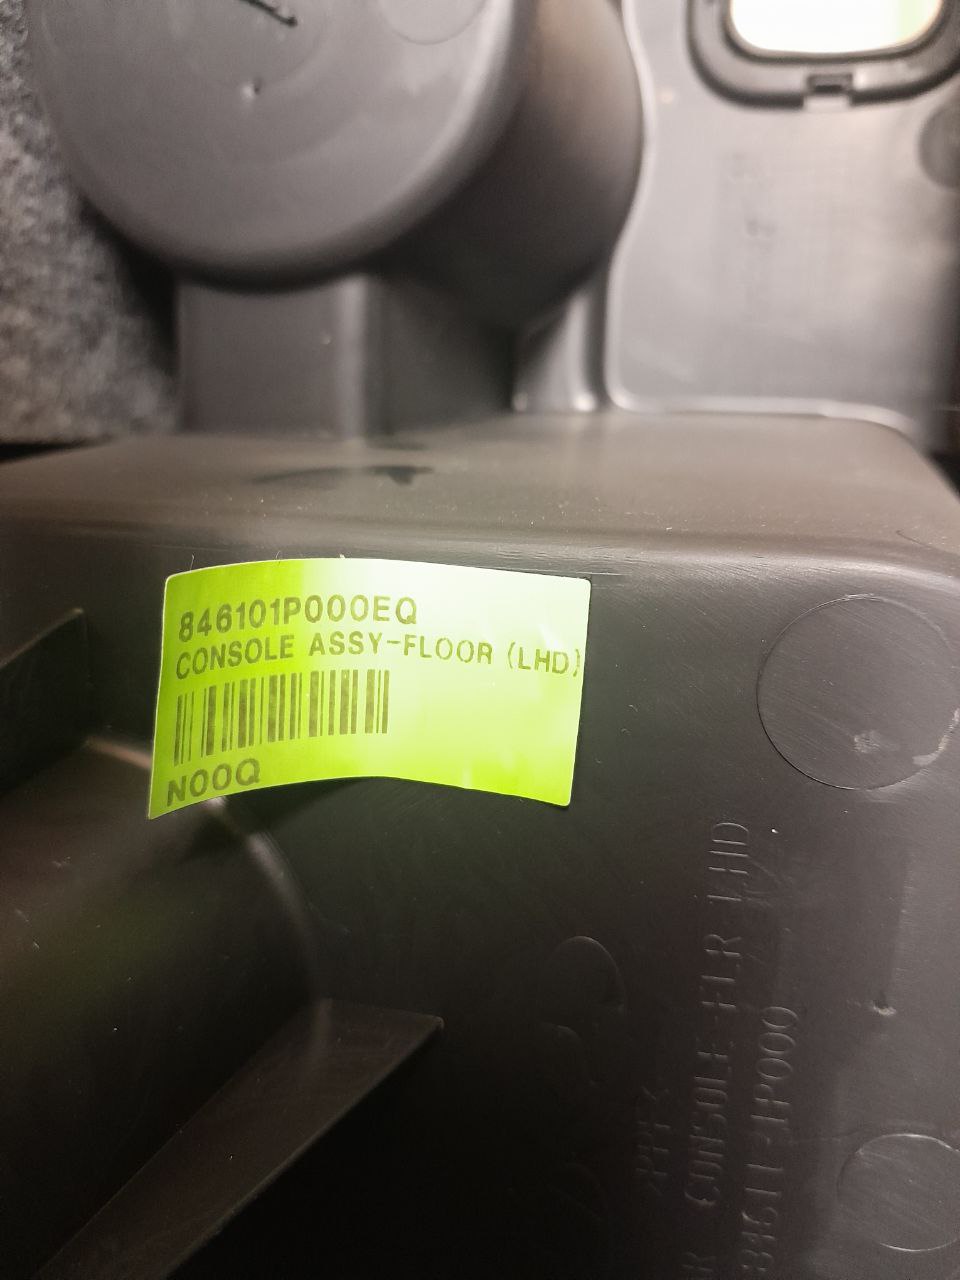 846101P000EQ
CONSOLE ASSY-FLOOR (LHD)
N00Q
CONSOLE-FLR LHD
84611-1P000